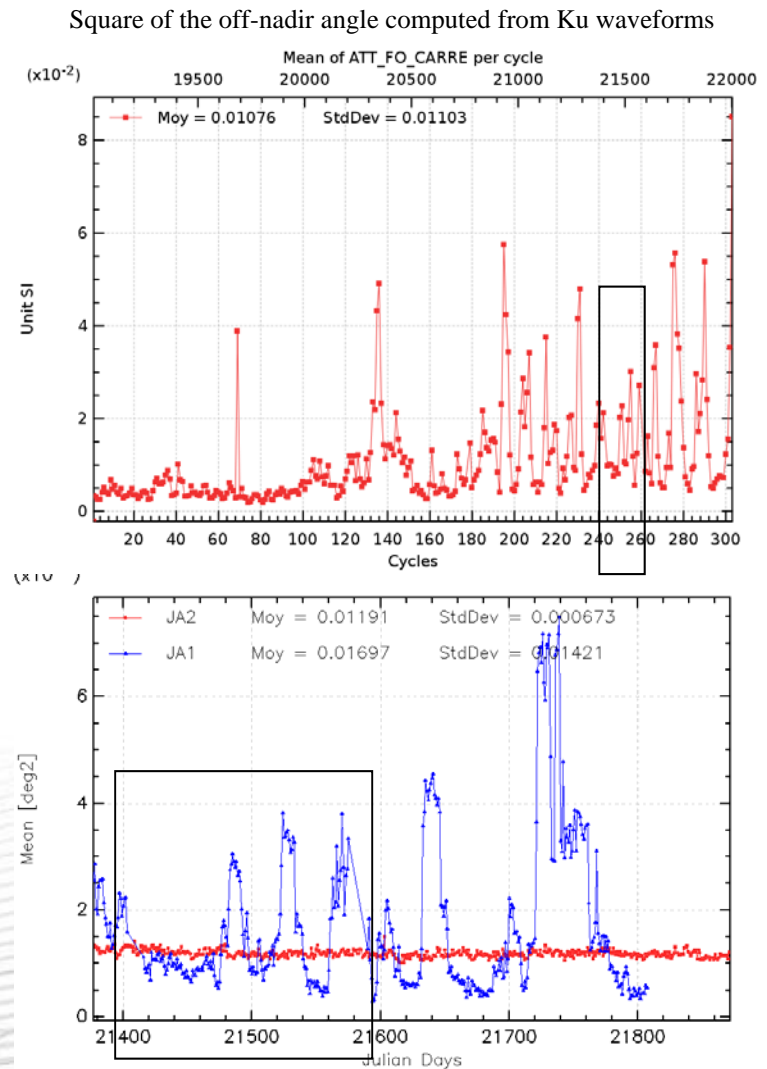 Square of the off-nadir angle computed from Ku waveforms
Mean of ATT_FO_CARRE per cycle
(x10-2)
19500 20000 20500 21000 21500 22000
Moy = 0.01076 StdDev = 0.01103
8
6
4
2
0
Unit SI
20 40 60 80 100 120 140 160 180 200 220 240 260 280 300
Cycles
JA2 Moy = 0.01191 StdDev = 0.000673
JA1 Moy = 0.01697 StdDev = 0.01421
6
4
2
0
Mean [deg2]
21400 21500 21600 21700 21800
Julian Days